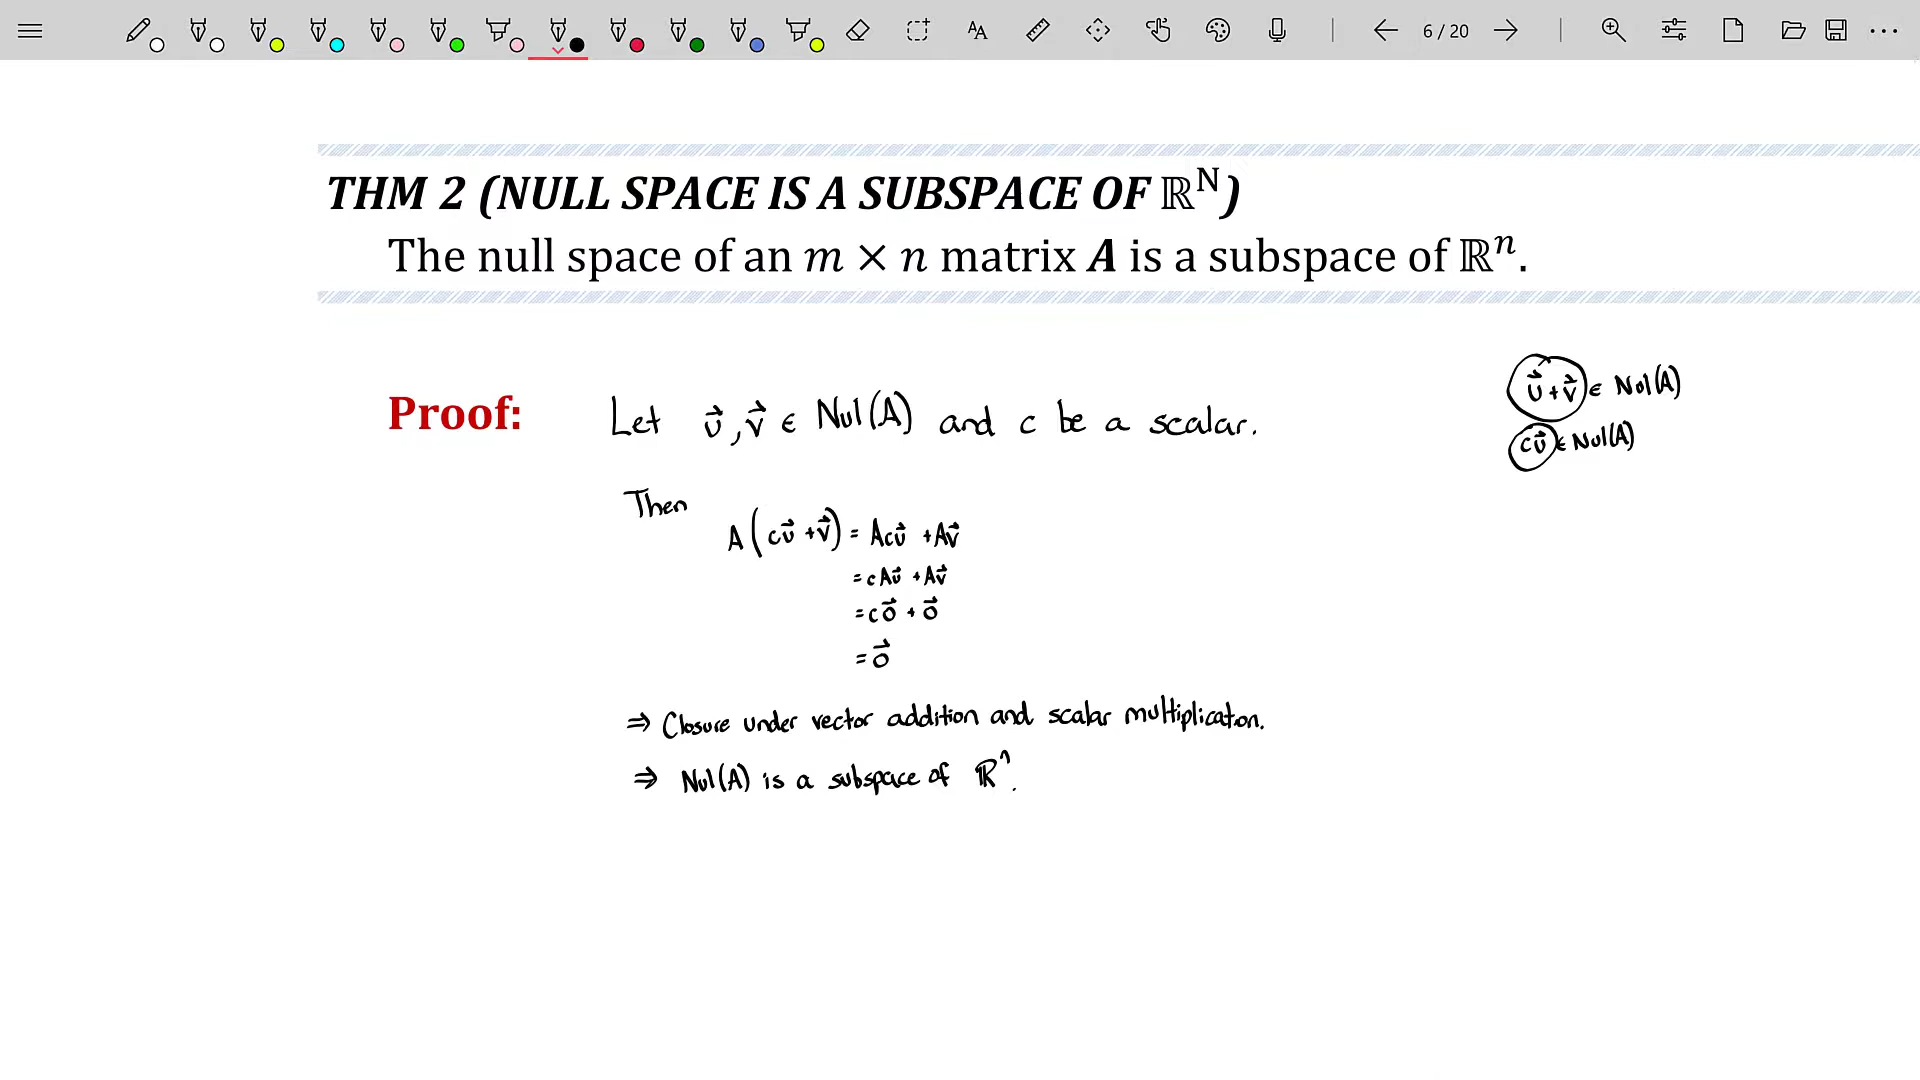 6 / 20
THM 2 (NULL SPACE IS A SUBSPACE OF ℝᴺ)
The null space of an m × n matrix A is a subspace of ℝⁿ.
Proof: Let u⃗, v⃗ ∈ Nul(A) and c be a scalar.
u⃗ + v⃗ ∈ Nul(A)
cu⃗ ∈ Nul(A)
Then
A(cu⃗ + v⃗) = Acu⃗ + Av⃗
= cAu⃗ + Av⃗
= c0⃗ + 0⃗
= 0⃗
⇒ Closure under vector addition and scalar multiplication.
⇒ Nul(A) is a subspace of ℝⁿ.